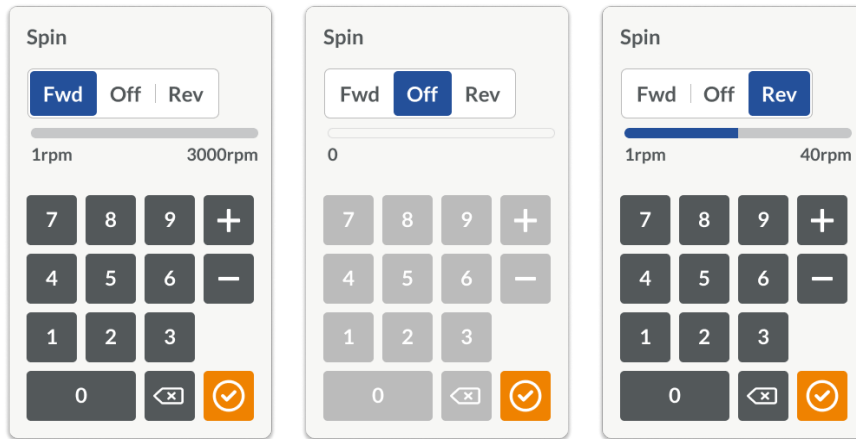 Spin
Fwd Off Rev
1rpm 3000rpm
7 8 9 +
4 5 6 −
1 2 3
0
Spin
Fwd Off Rev
0
7 8 9 +
4 5 6 −
1 2 3
0
Spin
Fwd Off Rev
1rpm 40rpm
7 8 9 +
4 5 6 −
1 2 3
0